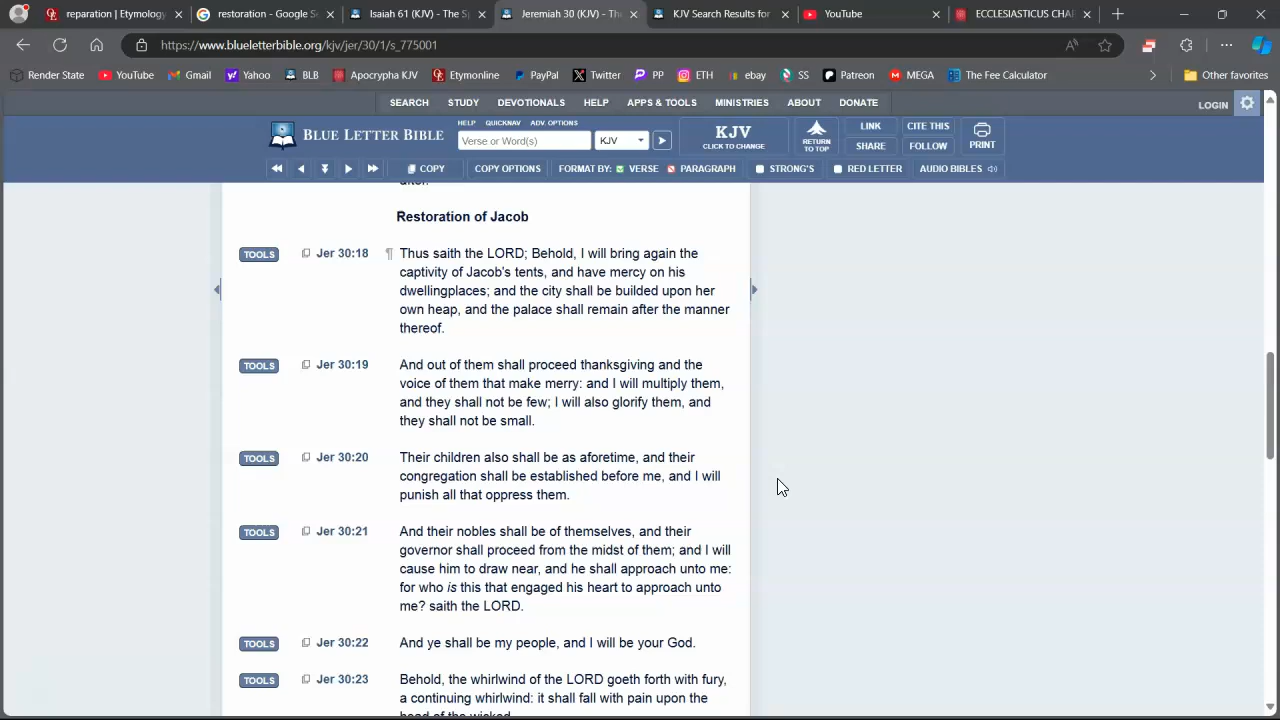 reparation | Etymology
restoration - Google Se
Isaiah 61 (KJV) - The S
Jeremiah 30 (KJV) - The
KJV Search Results for
YouTube
ECCLESIASTICUS CHA
https://www.blueletterbible.org/kjv/jer/30/1/s_775001
Render State
YouTube
Gmail
Yahoo
BLB
Apocrypha KJV
Etymonline
PayPal
Twitter
PP
ETH
ebay
SS
Patreon
MEGA
The Fee Calculator
Other favorites
SEARCH STUDY DEVOTIONALS HELP APPS & TOOLS MINISTRIES ABOUT DONATE
LOGIN
BLUE LETTER BIBLE
HELP QUICKNAV ADV. OPTIONS
Verse or Word(s)
KJV
KJV
CLICK TO CHANGE
RETURN
TO TOP
LINK
CITE THIS
SHARE
FOLLOW
PRINT
COPY
COPY OPTIONS
FORMAT BY: VERSE PARAGRAPH
STRONG'S
RED LETTER
AUDIO BIBLES
after.
Restoration of Jacob
TOOLS Jer 30:18 ¶ Thus saith the LORD; Behold, I will bring again the
captivity of Jacob's tents, and have mercy on his
dwellingplaces; and the city shall be builded upon her
own heap, and the palace shall remain after the manner
thereof.
TOOLS Jer 30:19 And out of them shall proceed thanksgiving and the
voice of them that make merry: and I will multiply them,
and they shall not be few; I will also glorify them, and
they shall not be small.
TOOLS Jer 30:20 Their children also shall be as aforetime, and their
congregation shall be established before me, and I will
punish all that oppress them.
TOOLS Jer 30:21 And their nobles shall be of themselves, and their
governor shall proceed from the midst of them; and I will
cause him to draw near, and he shall approach unto me:
for who is this that engaged his heart to approach unto
me? saith the LORD.
TOOLS Jer 30:22 And ye shall be my people, and I will be your God.
TOOLS Jer 30:23 Behold, the whirlwind of the LORD goeth forth with fury,
a continuing whirlwind: it shall fall with pain upon the
head of the wicked.